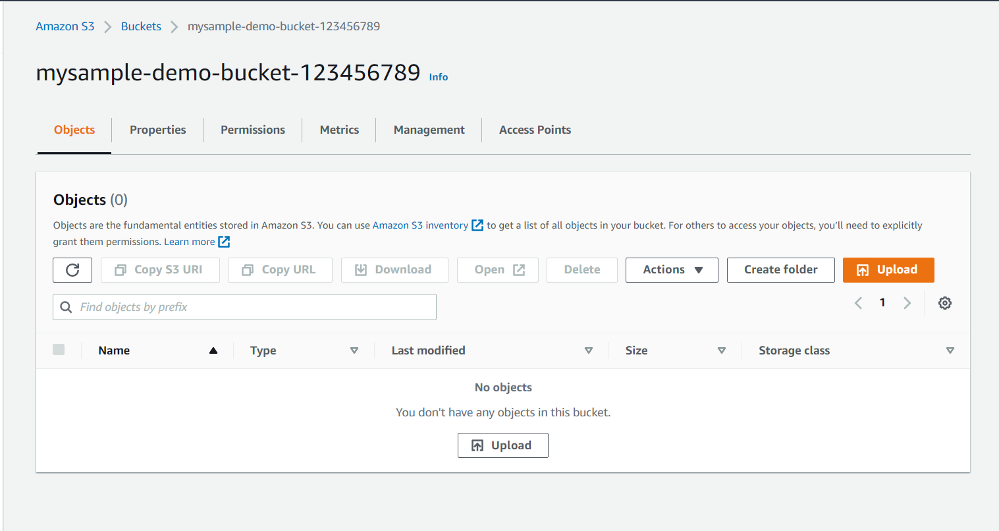 Amazon S3 > Buckets > mysample-demo-bucket-123456789
mysample-demo-bucket-123456789 Info
Objects Properties Permissions Metrics Management Access Points
Objects (0)
Objects are the fundamental entities stored in Amazon S3. You can use Amazon S3 inventory to get a list of all objects in your bucket. For others to access your objects, you’ll need to explicitly
grant them permissions. Learn more
Copy S3 URI Copy URL Download Open Delete Actions Create folder Upload
Find objects by prefix
1
Name Type Last modified Size Storage class
No objects
You don't have any objects in this bucket.
Upload